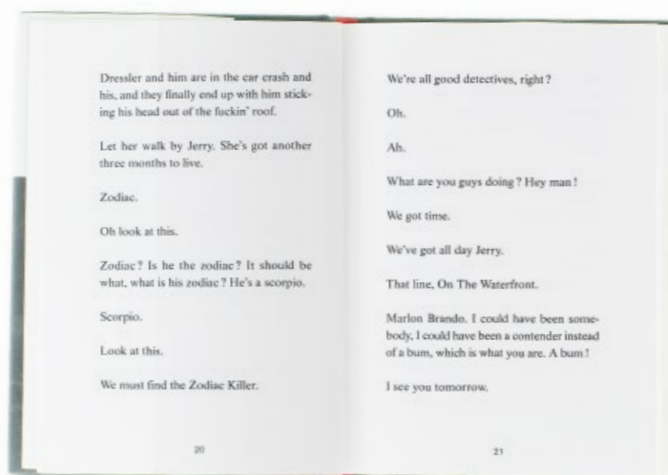 Dressler and him are in the car crash and
his, and they finally end up with him stick-
ing his head out of the fuckin' roof.
Let her walk by Jerry. She's got another
three months to live.
Zodiac.
Oh look at this.
Zodiac? Is he the zodiac? It should be
what, what is his zodiac? He's a scorpio.
Scorpio.
Look at this.
We must find the Zodiac Killer.
20
We're all good detectives, right?
Oh.
Ah.
What are you guys doing? Hey man!
We got time.
We've got all day Jerry.
That line, On The Waterfront.
Marlon Brando. I could have been some-
body, I could have been a contender instead
of a bum, which is what you are. A bum!
I see you tomorrow.
21